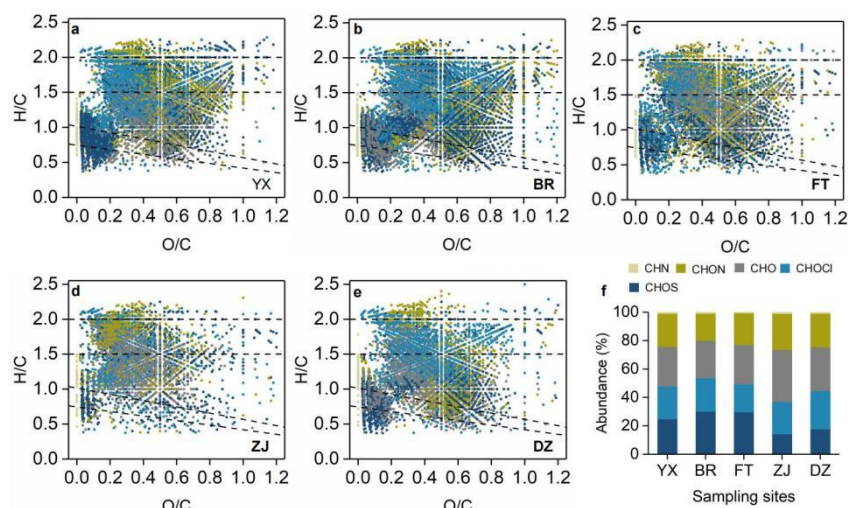 a
2.5
2.0
1.5
1.0
0.5
0.0
H/C
YX
0.0 0.2 0.4 0.6 0.8 1.0 1.2
O/C
b
2.5
2.0
1.5
1.0
0.5
0.0
H/C
BR
0.0 0.2 0.4 0.6 0.8 1.0 1.2
O/C
c
2.5
2.0
1.5
1.0
0.5
0.0
H/C
FT
0.0 0.2 0.4 0.6 0.8 1.0 1.2
O/C
d
2.5
2.0
1.5
1.0
0.5
0.0
H/C
ZJ
0.0 0.2 0.4 0.6 0.8 1.0 1.2
O/C
e
2.5
2.0
1.5
1.0
0.5
0.0
H/C
DZ
0.0 0.2 0.4 0.6 0.8 1.0 1.2
O/C
CHN CHON CHO CHOCl
CHOS
f
100
80
60
40
20
0
Abundance (%)
YX BR FT ZJ DZ
Sampling sites